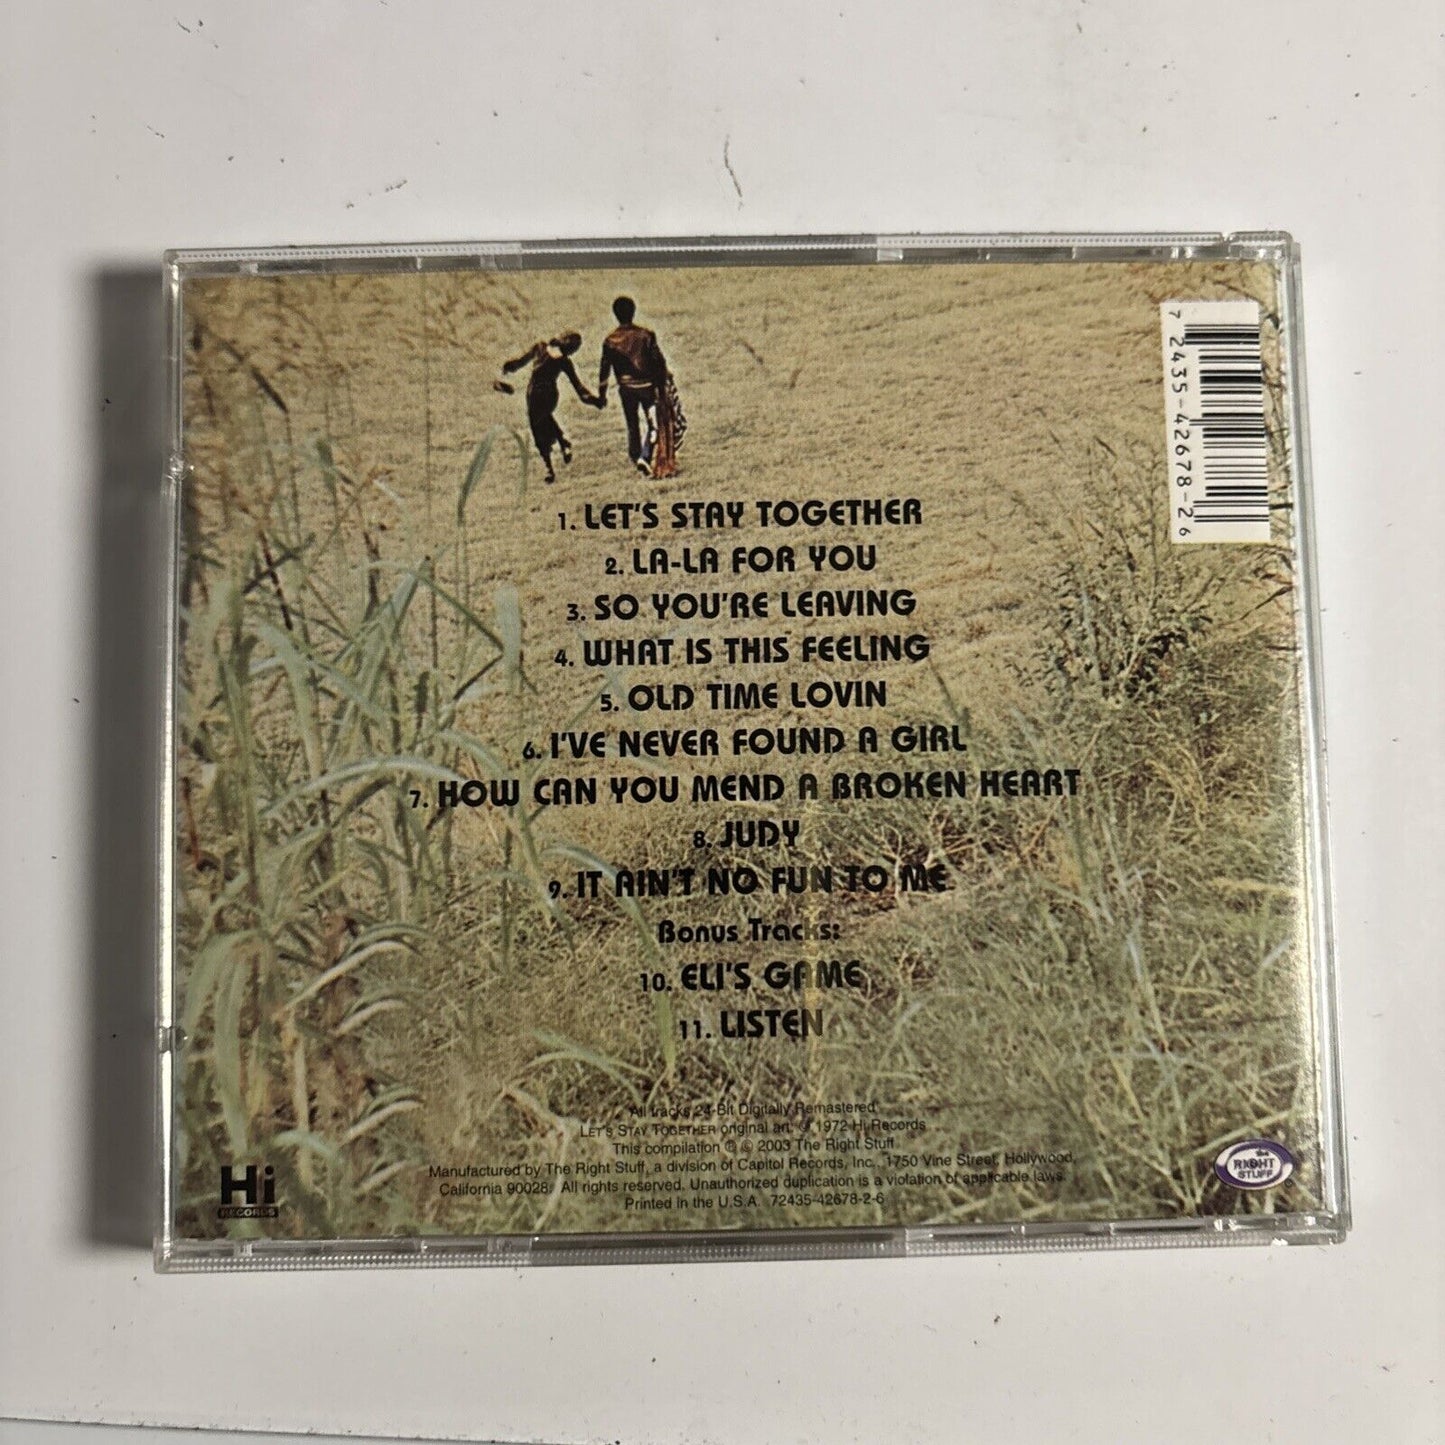 7 2435-42678-2 6
1. LET'S STAY TOGETHER
2. LA-LA FOR YOU
3. SO YOU'RE LEAVING
4. WHAT IS THIS FEELING
5. OLD TIME LOVIN
6. I'VE NEVER FOUND A GIRL
7. HOW CAN YOU MEND A BROKEN HEART
8. JUDY
9. IT AIN'T NO FUN TO ME
Bonus Tracks:
10. ELI'S GAME
11. LISTEN
All tracks 24-Bit Digitally Remastered
LET'S STAY TOGETHER original art: ℗ 1972 Hi Records
This compilation ℗ © 2003 The Right Stuff
Manufactured by The Right Stuff, a division of Capitol Records, Inc., 1750 Vine Street, Hollywood,
California 90028. All rights reserved. Unauthorized duplication is a violation of applicable laws.
Printed in the U.S.A. 72435-42678-2-6
Hi
RECORDS
the
RIGHT
STUFF